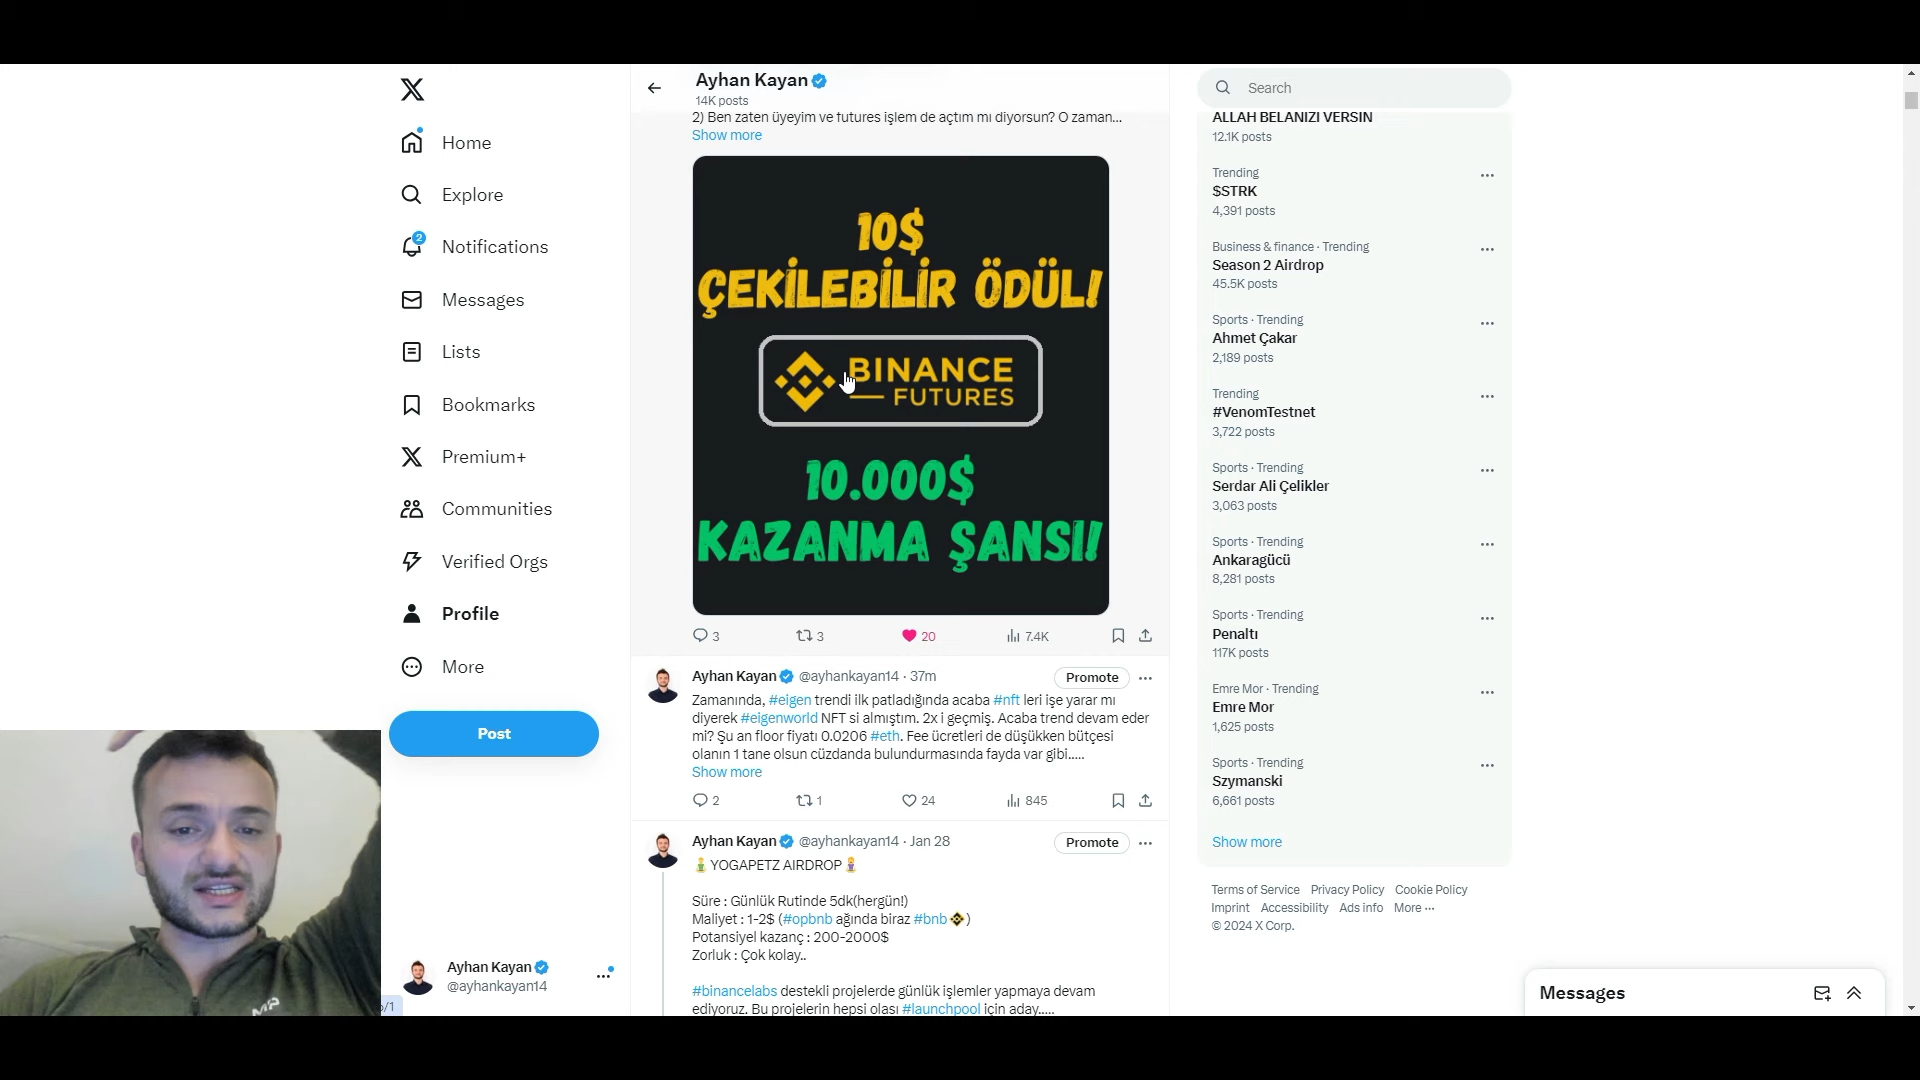 Home
Explore
2
Notifications
Messages
Lists
Bookmarks
Premium+
Communities
Verified Orgs
Profile
More
Post
Ayhan Kayan
@ayhankayan14
Ayhan Kayan
14K posts
2) Ben zaten üyeyim ve futures işlem de açtım mı diyorsun? O zaman...
Show more
10$
ÇEKİLEBİLİR ÖDÜL!
BINANCE
FUTURES
10.000$
KAZANMA ŞANSI!
3
3
20
7.4K
Ayhan Kayan @ayhankayan14 · 37m
Promote
Zamanında, #eigen trendi ilk patladığında acaba #nft leri işe yarar mı
diyerek #eigenworld NFT si almıştım. 2x i geçmiş. Acaba trend devam eder
mi? Şu an floor fiyatı 0.0206 #eth. Fee ücretleri de düşükken bütçesi
olanın 1 tane olsun cüzdanda bulundurmasında fayda var gibi.....
Show more
2
1
24
845
Ayhan Kayan @ayhankayan14 · Jan 28
Promote
YOGAPETZ AIRDROP
Süre : Günlük Rutinde 5dk(hergün!)
Maliyet : 1-2$ (#opbnb ağında biraz #bnb )
Potansiyel kazanç : 200-2000$
Zorluk : Çok kolay..
#binancelabs destekli projelerde günlük işlemler yapmaya devam
ediyoruz. Bu projelerin hepsi olası #launchpool için aday.....
Search
ALLAH BELANIZI VERSİN
12.1K posts
Trending
$STRK
4,391 posts
Business & finance · Trending
Season 2 Airdrop
45.5K posts
Sports · Trending
Ahmet Çakar
2,189 posts
Trending
#VenomTestnet
3,722 posts
Sports · Trending
Serdar Ali Çelikler
3,063 posts
Sports · Trending
Ankaragücü
8,281 posts
Sports · Trending
Penaltı
117K posts
Emre Mor · Trending
Emre Mor
1,625 posts
Sports · Trending
Szymanski
6,661 posts
Show more
Terms of Service Privacy Policy Cookie Policy
Imprint Accessibility Ads info More ···
© 2024 X Corp.
Messages